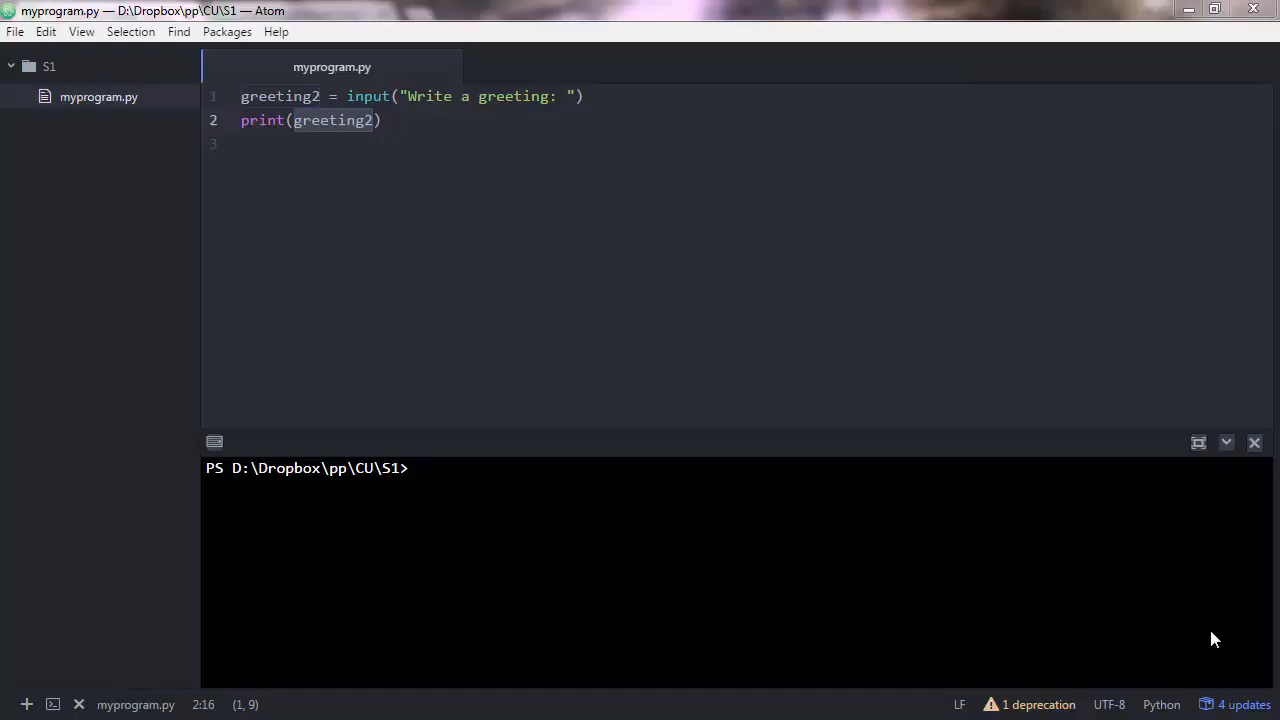 myprogram.py — D:\Dropbox\pp\CU\S1 — Atom
File Edit View Selection Find Packages Help
S1
myprogram.py
myprogram.py
1 greeting2 = input("Write a greeting: ")
2 print(greeting2)
3
PS D:\Dropbox\pp\CU\S1>
myprogram.py 2:16 (1, 9) LF 1 deprecation UTF-8 Python 4 updates